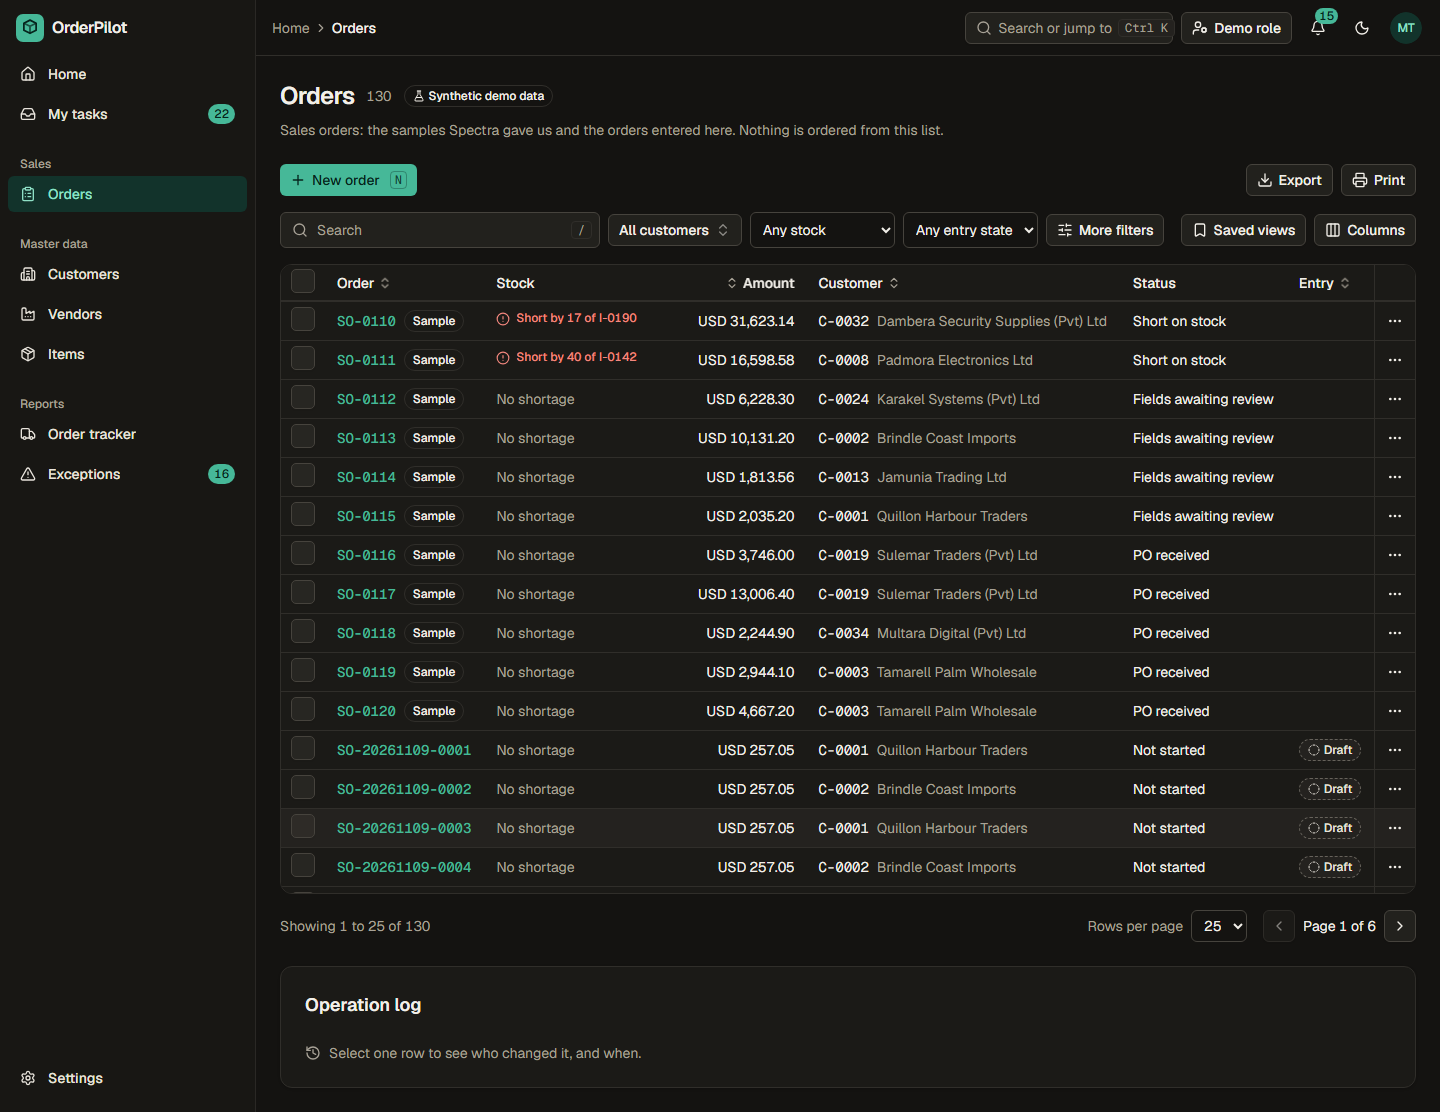 OrderPilot
Home
My tasks 22
Sales
Orders
Master data
Customers
Vendors
Items
Reports
Order tracker
Exceptions 16
Settings
Home > Orders
Search or jump to Ctrl K
Demo role
15
MT
Orders 130 Synthetic demo data
Sales orders: the samples Spectra gave us and the orders entered here. Nothing is ordered from this list.
+ New order N
Export
Print
Search /
All customers
Any stock
Any entry state
More filters
Saved views
Columns
Order Stock Amount Customer Status Entry
SO-0110 Sample Short by 17 of I-0190 USD 31,623.14 C-0032 Dambera Security Supplies (Pvt) Ltd Short on stock ...
SO-0111 Sample Short by 40 of I-0142 USD 16,598.58 C-0008 Padmora Electronics Ltd Short on stock ...
SO-0112 Sample No shortage USD 6,228.30 C-0024 Karakel Systems (Pvt) Ltd Fields awaiting review ...
SO-0113 Sample No shortage USD 10,131.20 C-0002 Brindle Coast Imports Fields awaiting review ...
SO-0114 Sample No shortage USD 1,813.56 C-0013 Jamunia Trading Ltd Fields awaiting review ...
SO-0115 Sample No shortage USD 2,035.20 C-0001 Quillon Harbour Traders Fields awaiting review ...
SO-0116 Sample No shortage USD 3,746.00 C-0019 Sulemar Traders (Pvt) Ltd PO received ...
SO-0117 Sample No shortage USD 13,006.40 C-0019 Sulemar Traders (Pvt) Ltd PO received ...
SO-0118 Sample No shortage USD 2,244.90 C-0034 Multara Digital (Pvt) Ltd PO received ...
SO-0119 Sample No shortage USD 2,944.10 C-0003 Tamarell Palm Wholesale PO received ...
SO-0120 Sample No shortage USD 4,667.20 C-0003 Tamarell Palm Wholesale PO received ...
SO-20261109-0001 No shortage USD 257.05 C-0001 Quillon Harbour Traders Not started Draft ...
SO-20261109-0002 No shortage USD 257.05 C-0002 Brindle Coast Imports Not started Draft ...
SO-20261109-0003 No shortage USD 257.05 C-0001 Quillon Harbour Traders Not started Draft ...
SO-20261109-0004 No shortage USD 257.05 C-0002 Brindle Coast Imports Not started Draft ...
Showing 1 to 25 of 130
Rows per page 25
Page 1 of 6
Operation log
Select one row to see who changed it, and when.